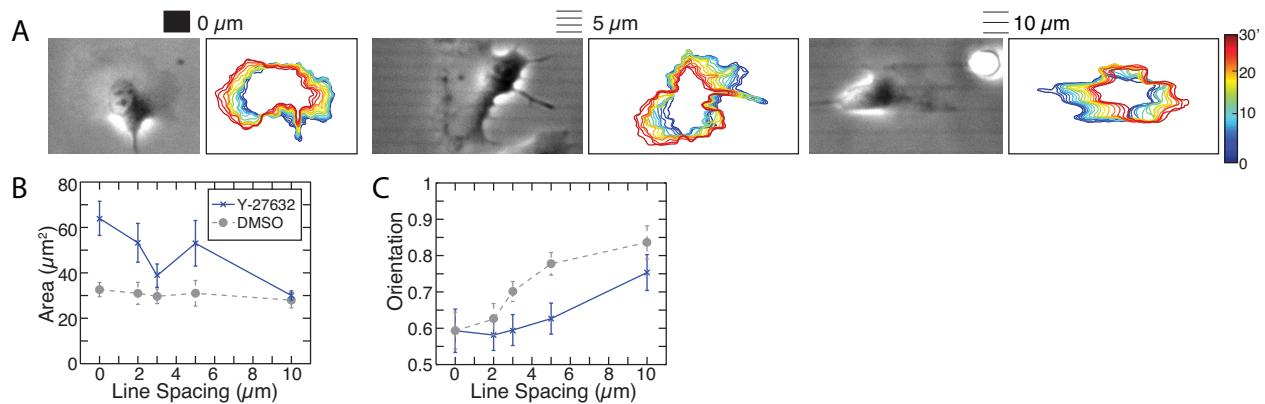 A
0 µm
5 µm
10 µm
30’
20
10
0
B
80
60
40
20
0
Area (µm²)
Y-27632
DMSO
0 2 4 6 8 10
Line Spacing (µm)
C
1
0.9
0.8
0.7
0.6
0.5
Orientation
0 2 4 6 8 10
Line Spacing (µm)